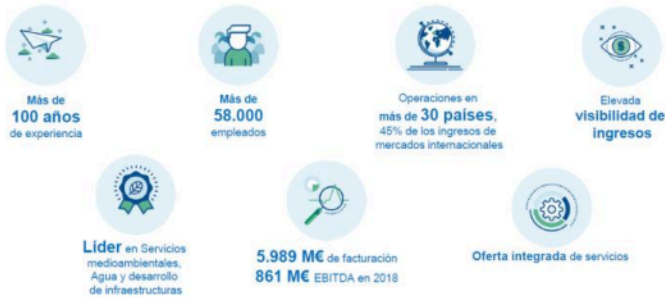 Más de
100 años
de experiencia
Más de
58.000
empleados
Operaciones en
más de 30 países,
45% de los ingresos de
mercados internacionales
Elevada
visibilidad de
ingresos
Líder en Servicios
medioambientales,
Agua y desarrollo
de infraestructuras
5.989 M€ de facturación
861 M€ EBITDA en 2018
Oferta integrada de servicios